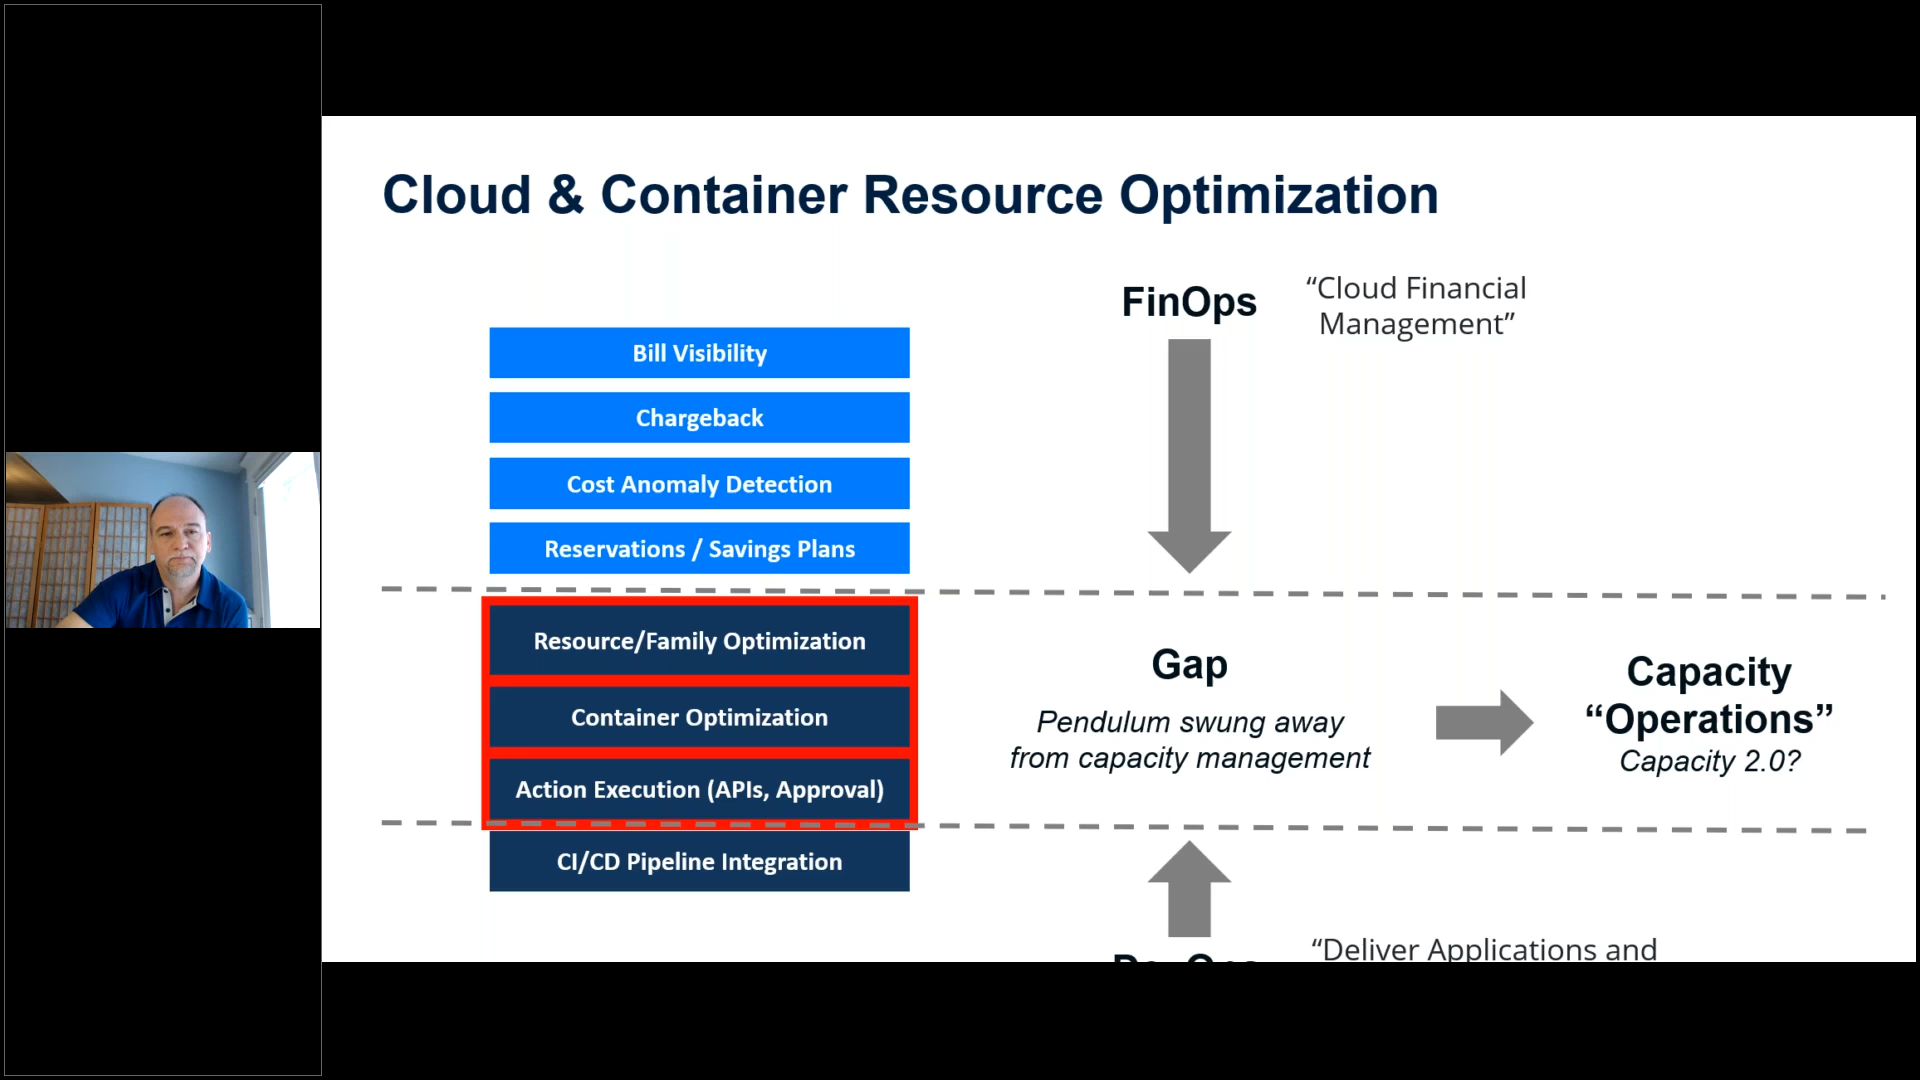 Cloud & Container Resource Optimization
FinOps
“Cloud Financial
Management”
Bill Visibility
Chargeback
Cost Anomaly Detection
Reservations / Savings Plans
Resource/Family Optimization
Container Optimization
Action Execution (APIs, Approval)
CI/CD Pipeline Integration
Gap
Pendulum swung away
from capacity management
Capacity
“Operations”
Capacity 2.0?
DevOps
“Deliver Applications and